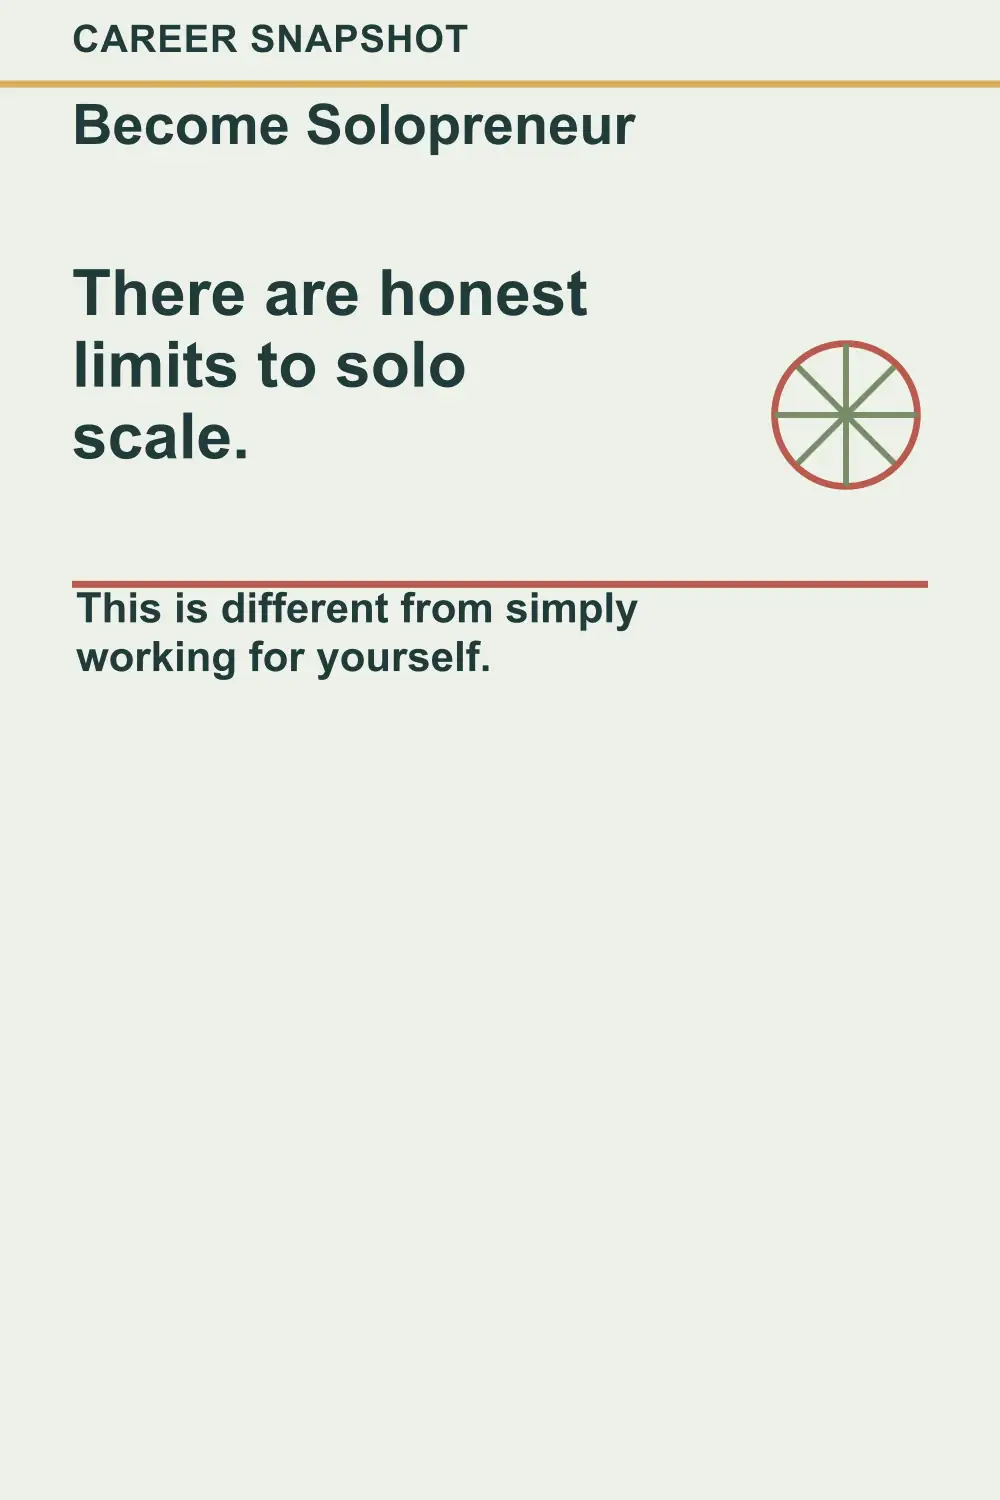 CAREER SNAPSHOT
Become Solopreneur
There are honest
limits to solo
scale.
This is different from simply
working for yourself.